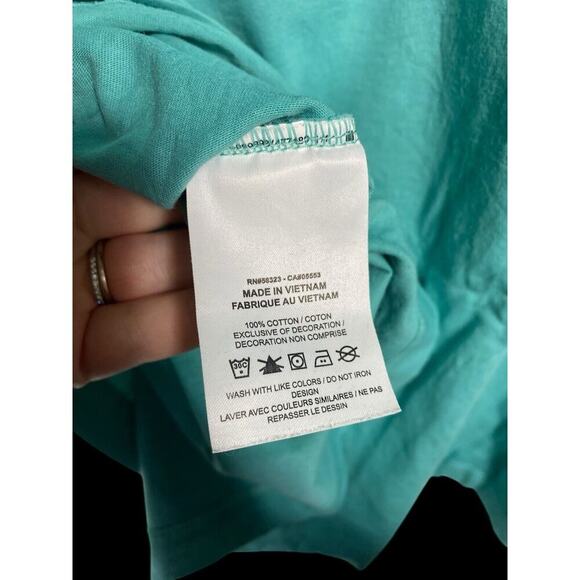 RN#56323 - CA#05553
MADE IN VIETNAM
FABRIQUE AU VIETNAM
100% COTTON / COTON
EXCLUSIVE OF DECORATION /
DECORATION NON COMPRISE
30C
WASH WITH LIKE COLORS / DO NOT IRON
DESIGN
LAVER AVEC COULEURS SIMILAIRES / NE PAS
REPASSER LE DESSIN